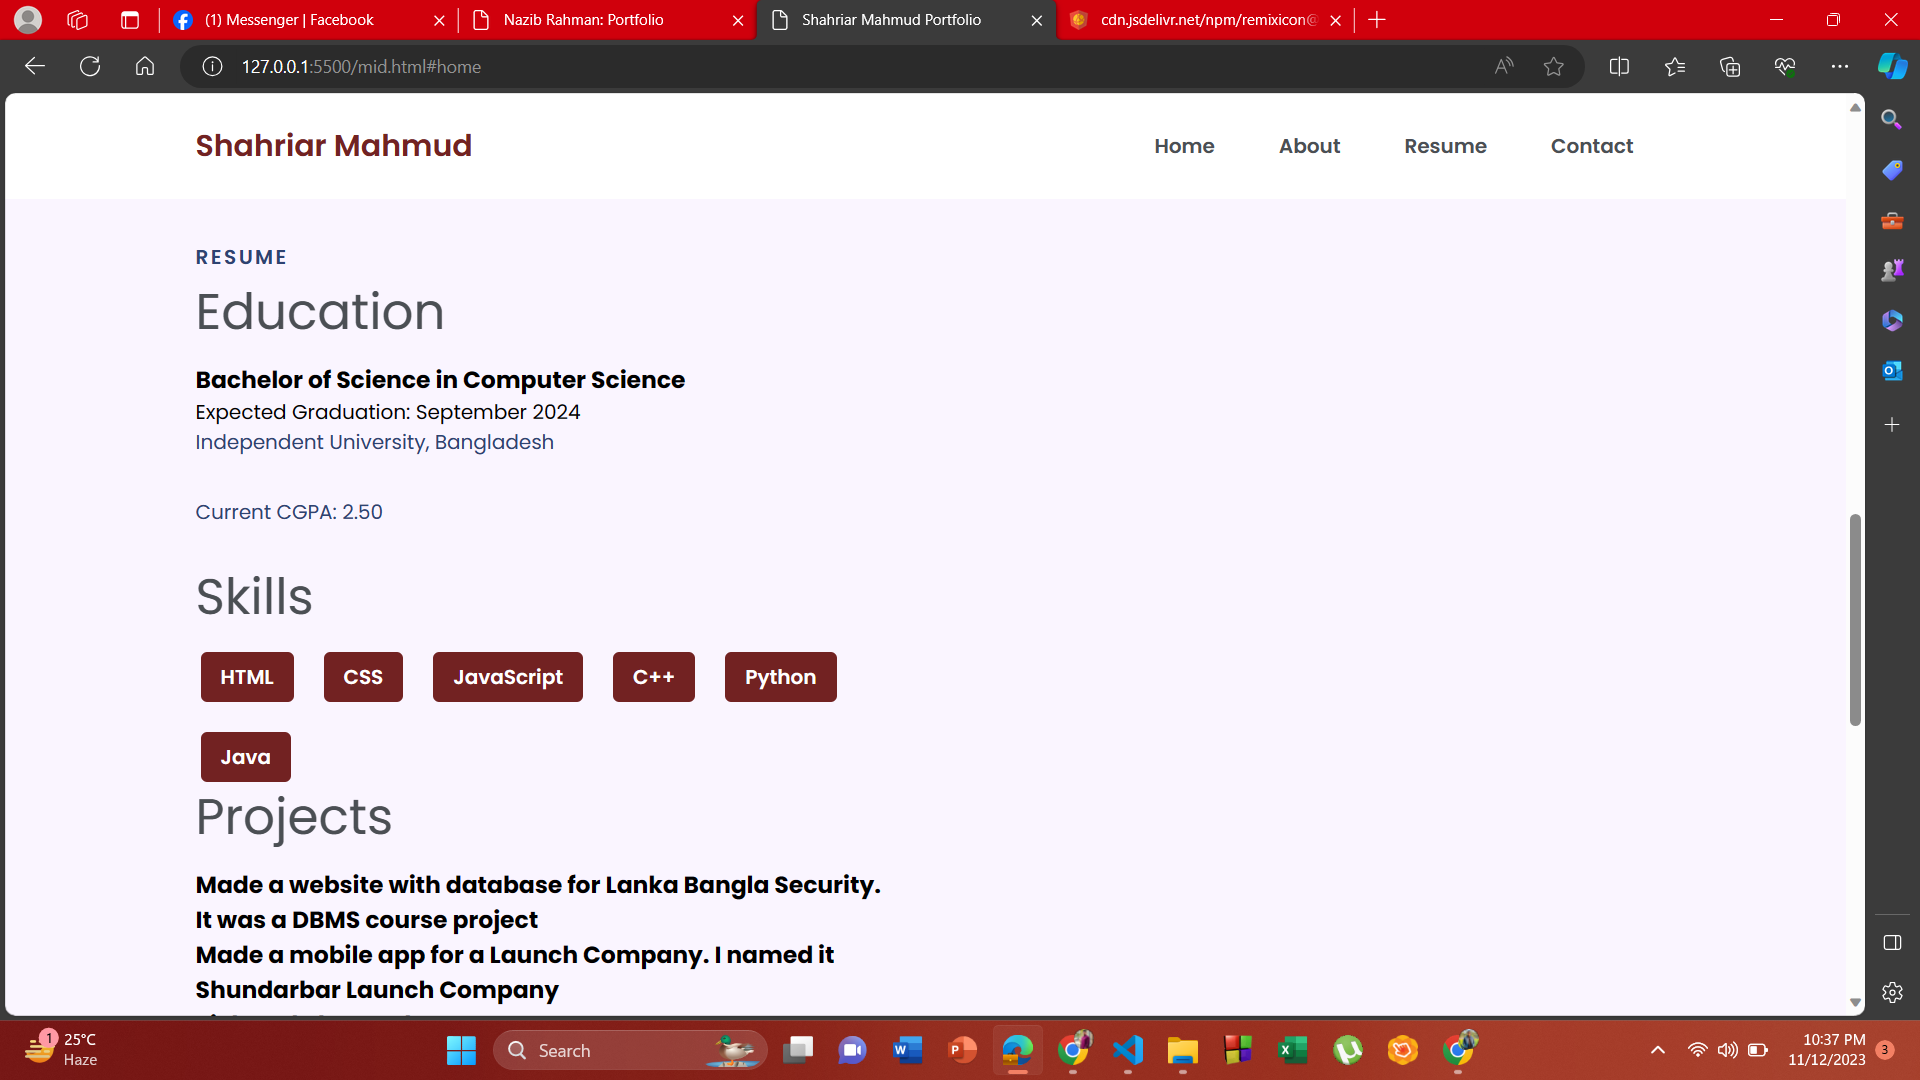 (1) Messenger | Facebook
Nazib Rahman: Portfolio
Shahriar Mahmud Portfolio
cdn.jsdelivr.net/npm/remixicon@
127.0.0.1:5500/mid.html#home
Shahriar Mahmud
Home
About
Resume
Contact
RESUME
Education
Bachelor of Science in Computer Science
Expected Graduation: September 2024
Independent University, Bangladesh
Current CGPA: 2.50
Skills
HTML
CSS
JavaScript
C++
Python
Java
Projects
Made a website with database for Lanka Bangla Security.
It was a DBMS course project
Made a mobile app for a Launch Company. I named it
Shundarbar Launch Company
1
25°C
Haze
Search
10:37 PM
11/12/2023
3